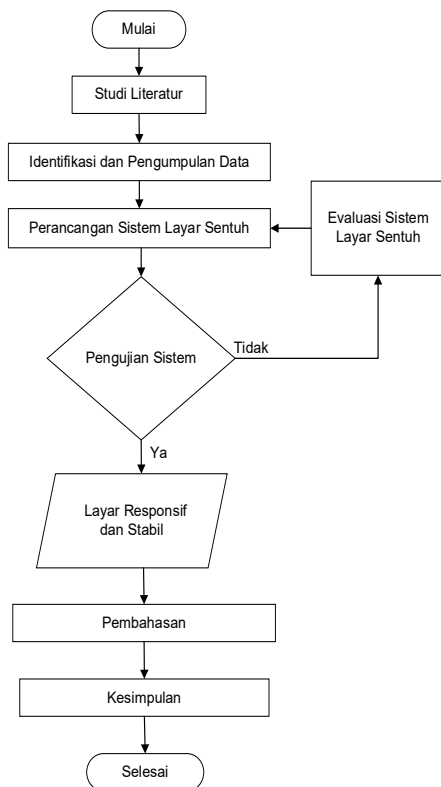 Mulai
Studi Literatur
Identifikasi dan Pengumpulan Data
Perancangan Sistem Layar Sentuh
Evaluasi Sistem
Layar Sentuh
Pengujian Sistem
Tidak
Ya
Layar Responsif
dan Stabil
Pembahasan
Kesimpulan
Selesai